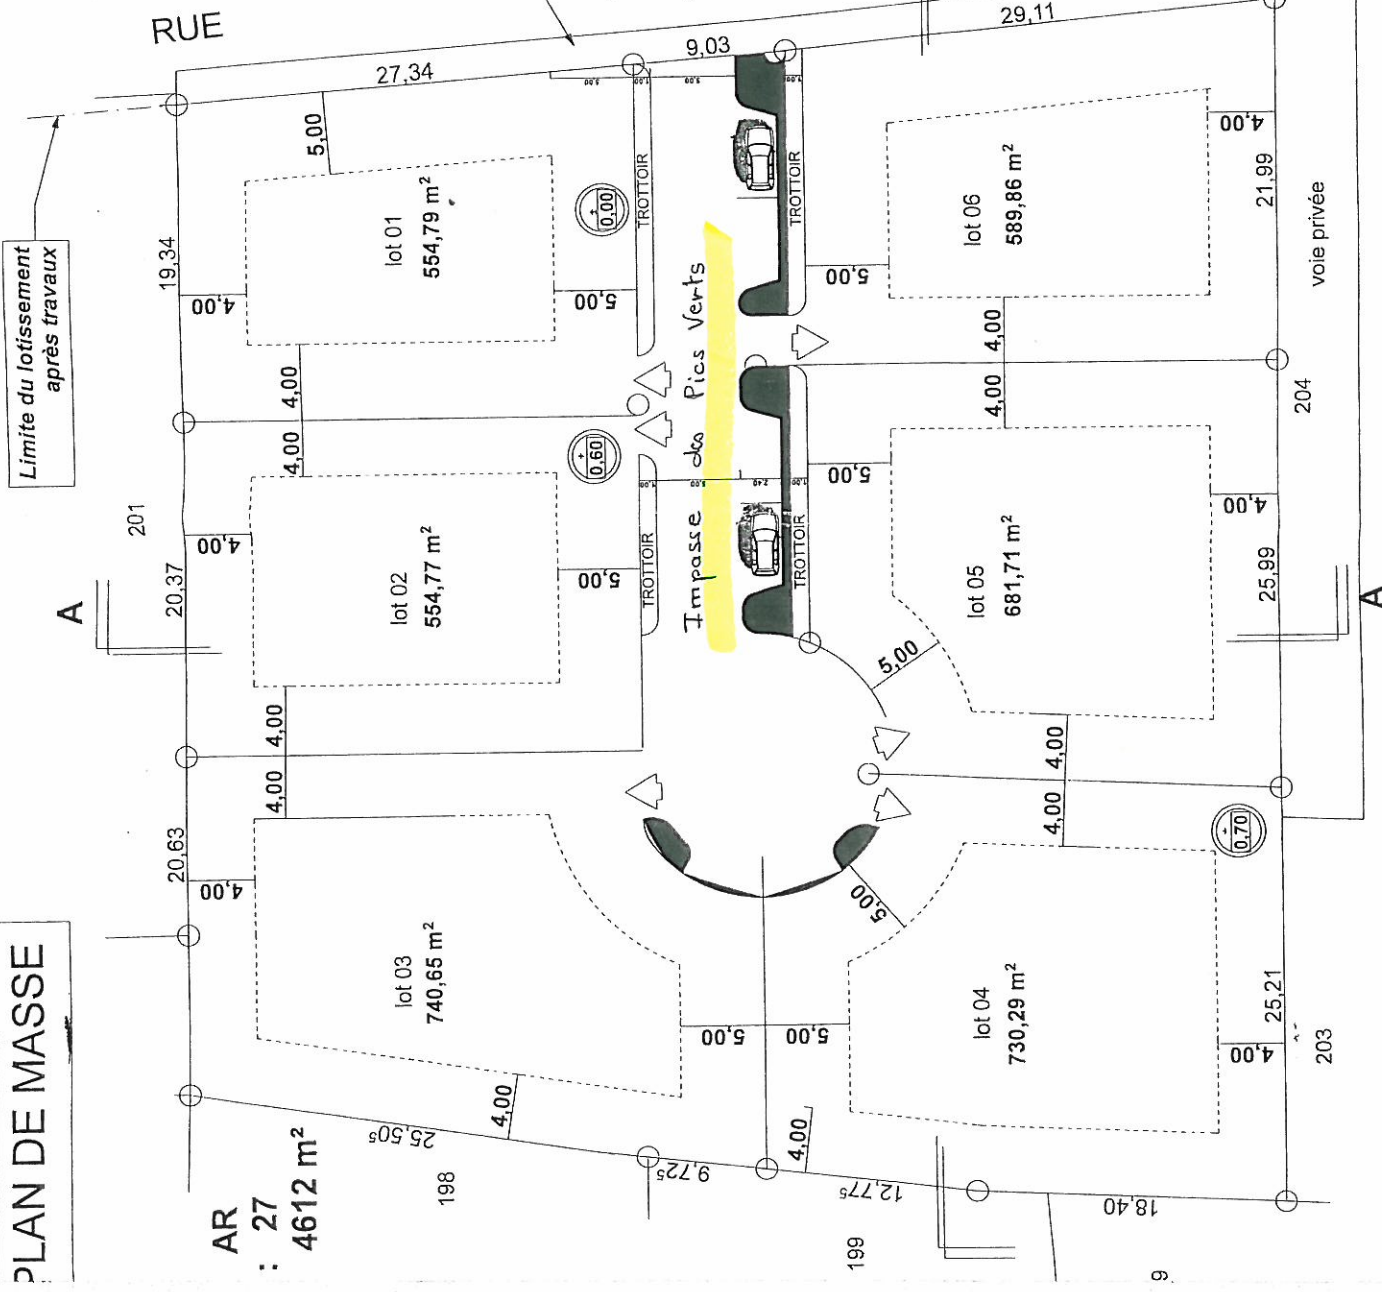 RUE
29,11
9,03
27,34
5,00
4,00
TROTTOIR
TROTTOIR
21,99
lot 01
554,79 m²
0,00
lot 06
589,86 m²
voie privée
Limite du lotissement
après travaux
19,34
4,00
5,00
5,00
4,00
4,00
4,00
4,00
204
Impasse des Pics Verts
0,60
5,00
4,00
201
4,00
20,37
lot 02
554,77 m²
5,00
TROTTOIR
TROTTOIR
lot 05
681,71 m²
25,99
A
A
5,00
4,00
4,00
4,00
4,00
20,63
4,00
0,70
5,00
PLAN DE MASSE
lot 03
740,65 m²
lot 04
730,29 m²
25,21
5,00
5,00
4,00
203
4,00
4,00
25,50⁵
9,72⁵
12,77⁵
18,40
AR
: 27
4612 m²
198
199
9